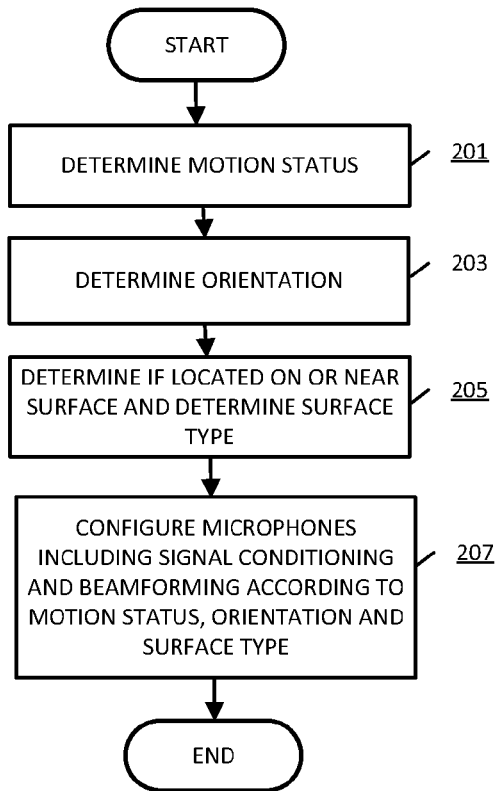 START
DETERMINE MOTION STATUS
201
DETERMINE ORIENTATION
203
DETERMINE IF LOCATED ON OR NEAR
SURFACE AND DETERMINE SURFACE
TYPE
205
CONFIGURE MICROPHONES
INCLUDING SIGNAL CONDITIONING
AND BEAMFORMING ACCORDING TO
MOTION STATUS, ORIENTATION AND
SURFACE TYPE
207
END